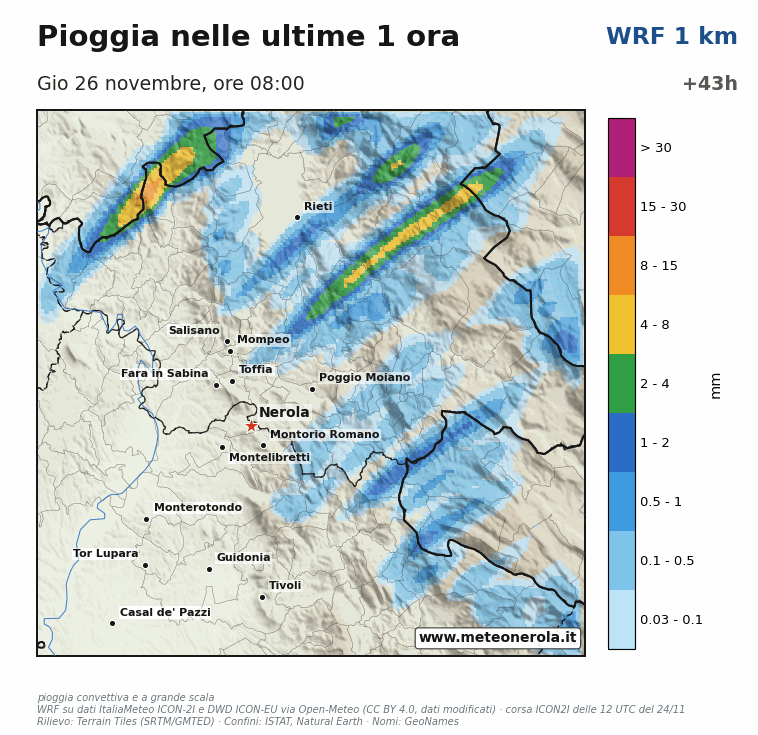 Pioggia nelle ultime 1 ora
WRF 1 km
Gio 26 novembre, ore 08:00
+43h
> 30
15 - 30
8 - 15
4 - 8
2 - 4
1 - 2
0.5 - 1
0.1 - 0.5
0.03 - 0.1
mm
Rieti
Salisano
Mompeo
Fara in Sabina
Toffia
Poggio Moiano
Nerola
Montorio Romano
Montelibretti
Monterotondo
Tor Lupara
Guidonia
Tivoli
Casal de' Pazzi
www.meteonerola.it
pioggia convettiva e a grande scala
WRF su dati ItaliaMeteo ICON-2I e DWD ICON-EU via Open-Meteo (CC BY 4.0, dati modificati) · corsa ICON2I delle 12 UTC del 24/11
Rilievo: Terrain Tiles (SRTM/GMTED) · Confini: ISTAT, Natural Earth · Nomi: GeoNames